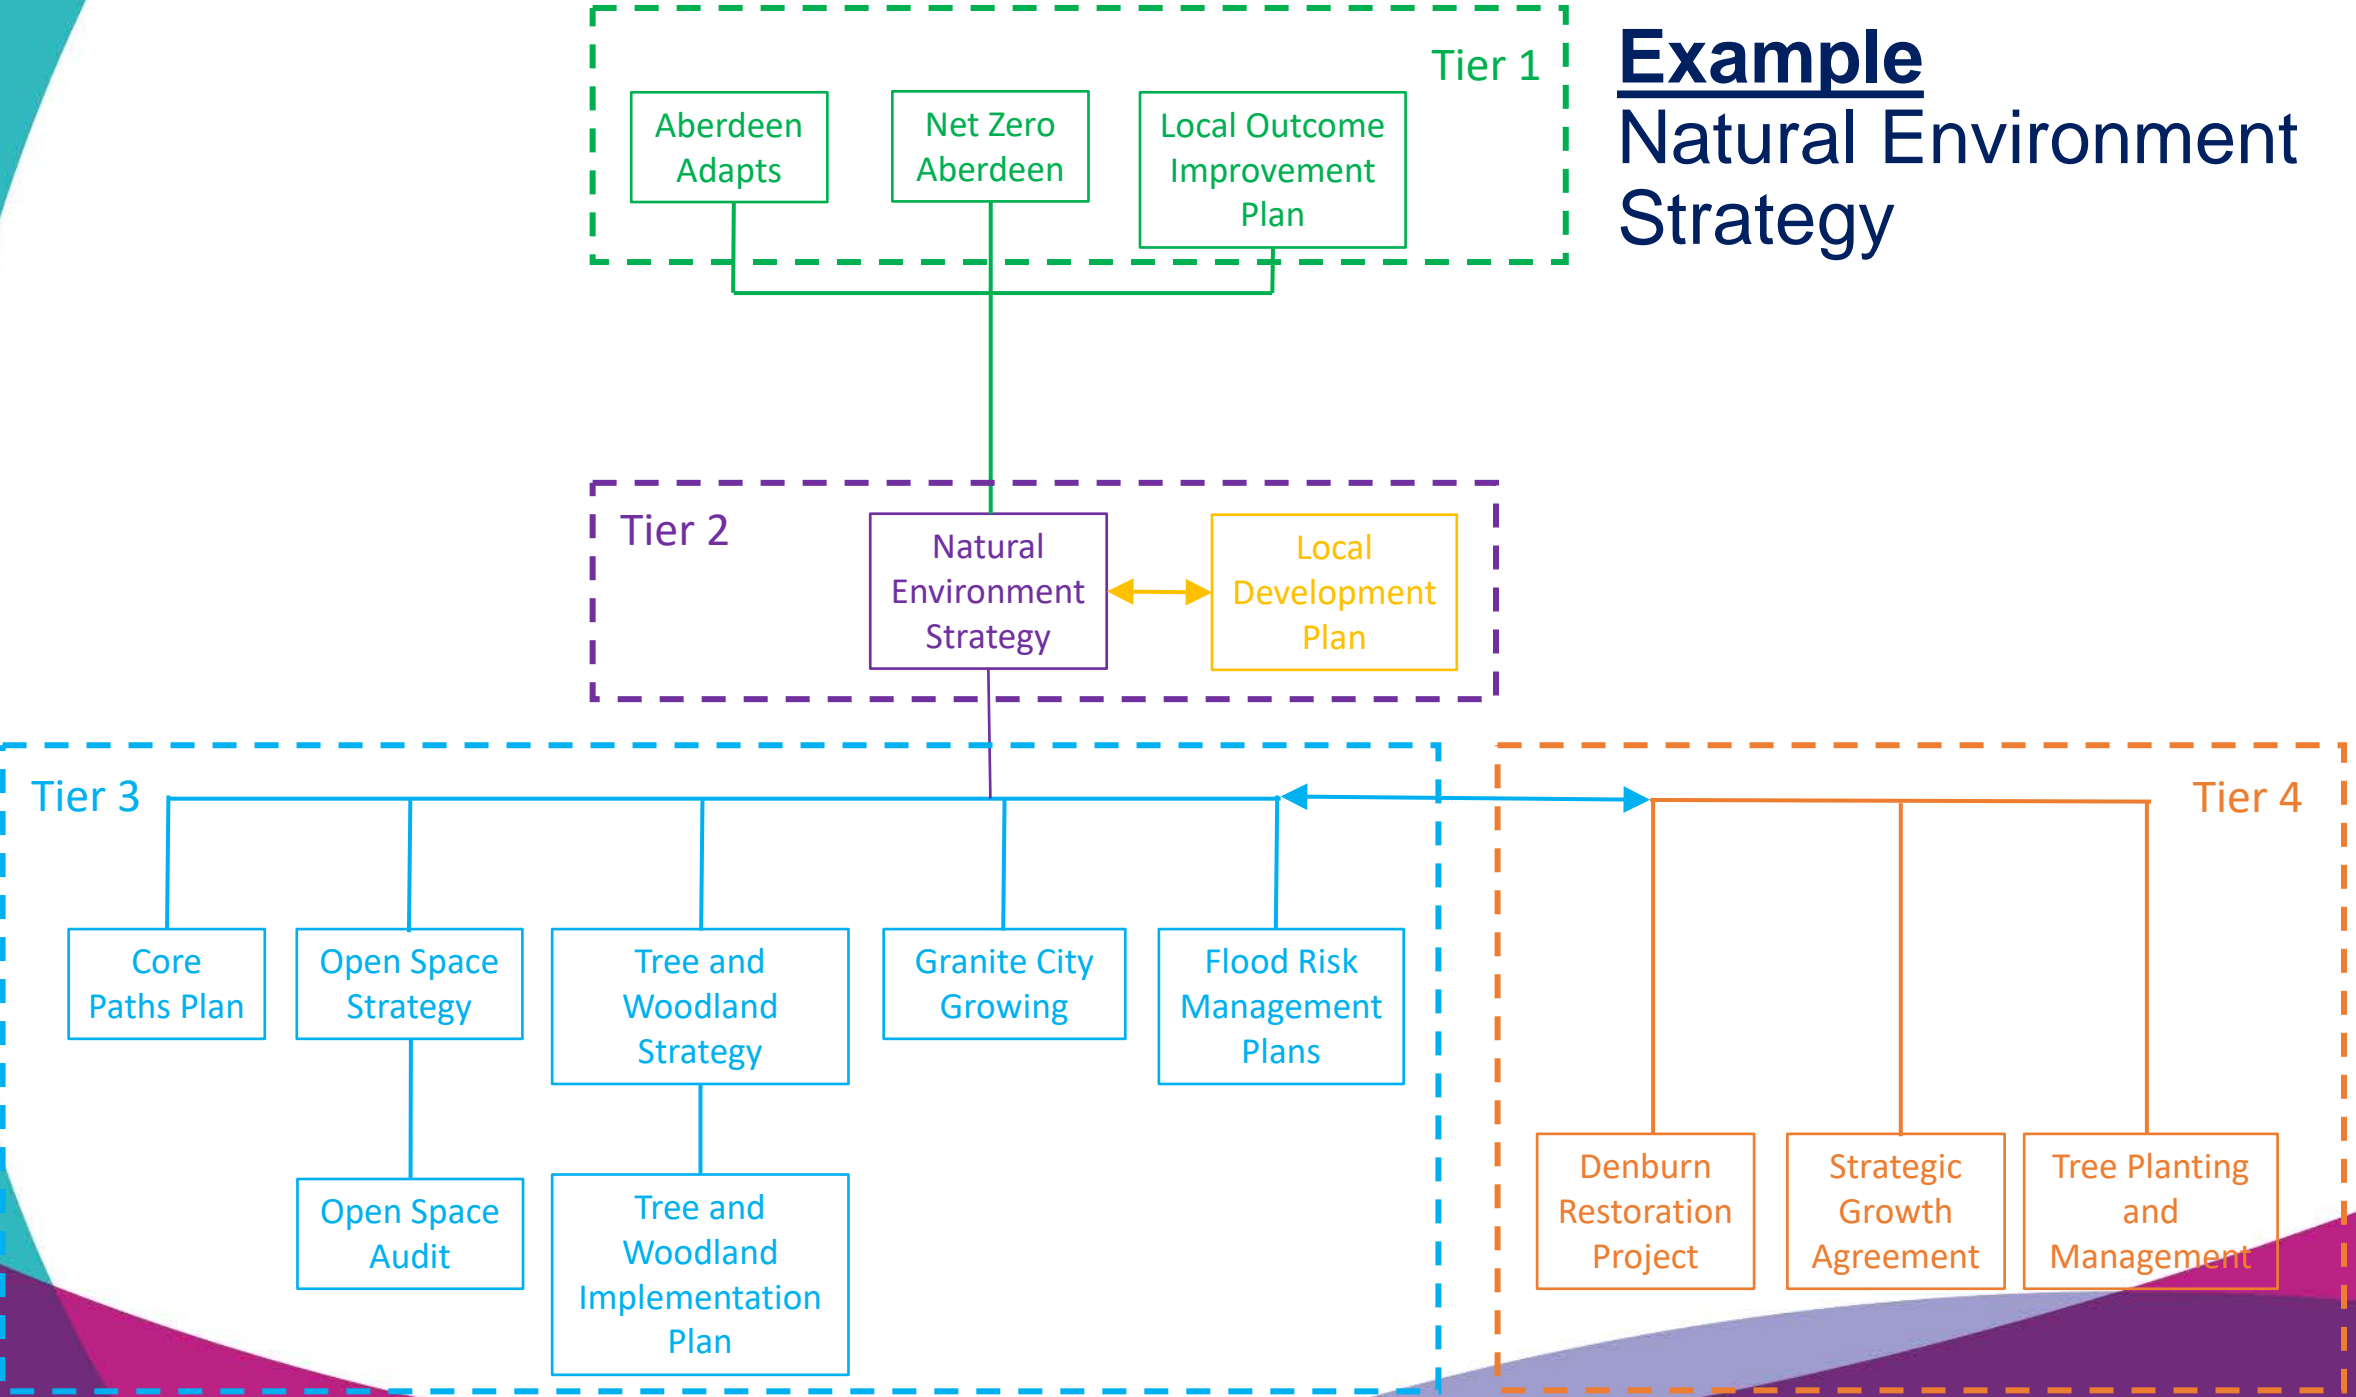 Example
Natural Environment
Strategy
Tier 1
Aberdeen
Adapts
Net Zero
Aberdeen
Local Outcome
Improvement
Plan
Tier 2
Natural
Environment
Strategy
Local
Development
Plan
Tier 3
Core
Paths Plan
Open Space
Strategy
Tree and
Woodland
Strategy
Granite City
Growing
Flood Risk
Management
Plans
Open Space
Audit
Tree and
Woodland
Implementation
Plan
Tier 4
Denburn
Restoration
Project
Strategic
Growth
Agreement
Tree Planting
and
Management